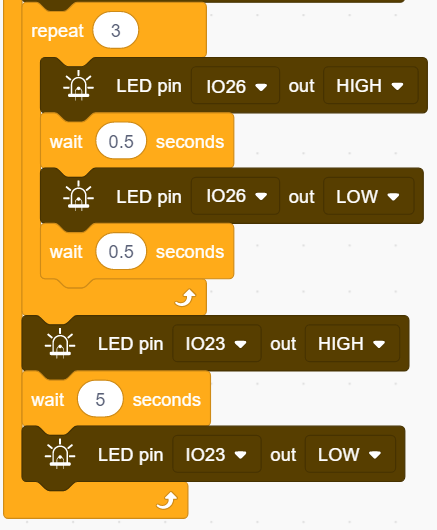 repeat 3
LED pin IO26 out HIGH
wait 0.5 seconds
LED pin IO26 out LOW
wait 0.5 seconds
LED pin IO23 out HIGH
wait 5 seconds
LED pin IO23 out LOW